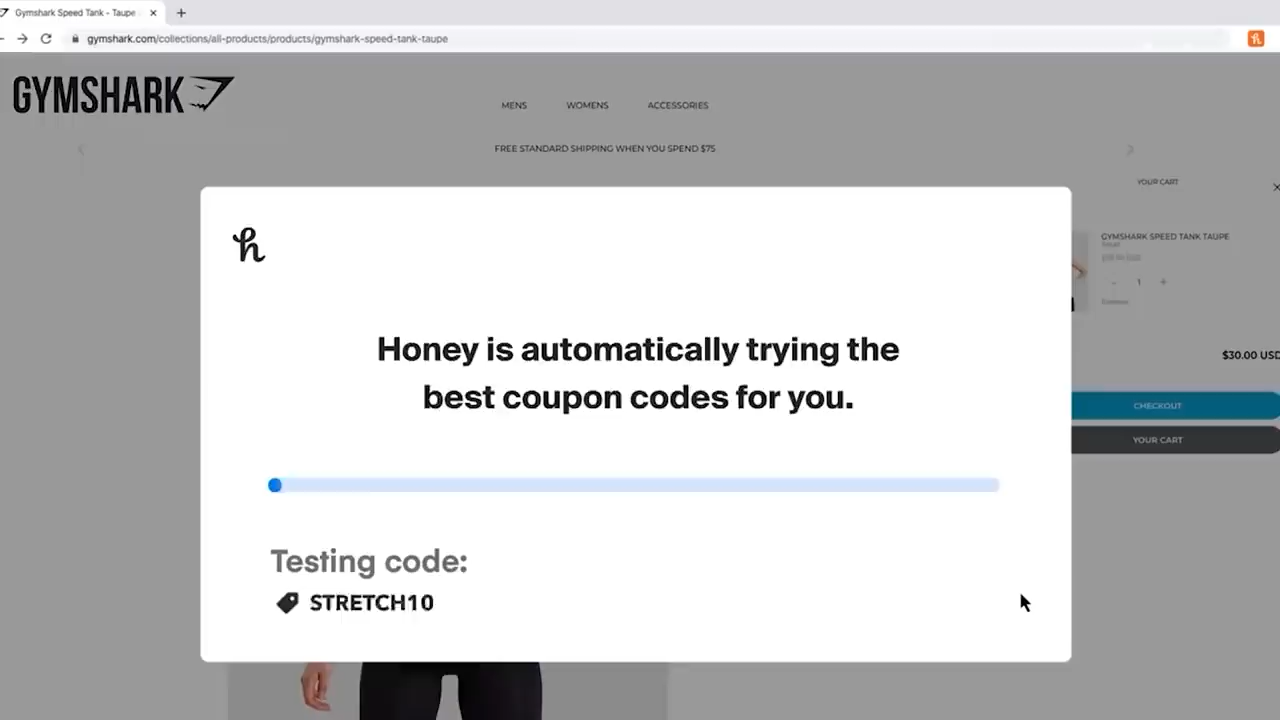 Gymshark Speed Tank - Taupe
gymshark.com/collections/all-products/products/gymshark-speed-tank-taupe
GYMSHARK
MENS WOMENS ACCESSORIES
FREE STANDARD SHIPPING WHEN YOU SPEND $75
YOUR CART
GYMSHARK SPEED TANK TAUPE
- 1 +
$30.00 USD
CHECKOUT
YOUR CART
h
Honey is automatically trying the
best coupon codes for you.
Testing code:
STRETCH10